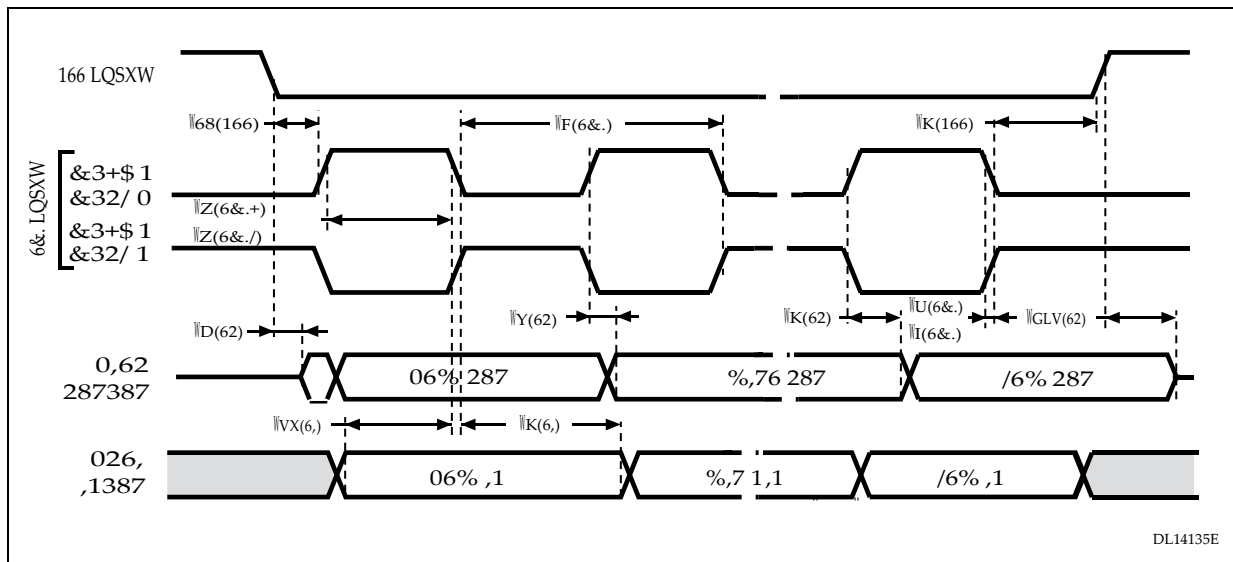 166 LQSXW
W68(166)
WF(6&.)
WK(166)
6&. LQSXW
&3+$ 1
&32/ 0
WZ(6&.+)
&3+$ 1
WZ(6&./)
&32/ 1
WD(62)
WY(62)
WK(62)
WU(6&.)
WI(6&.)
WGLV(62)
0,62
287387
06% 287
%,76 287
/6% 287
WVX(6,)
WK(6,)
026,
,1387
06% ,1
%,7 1,1
/6% ,1
DL14135E